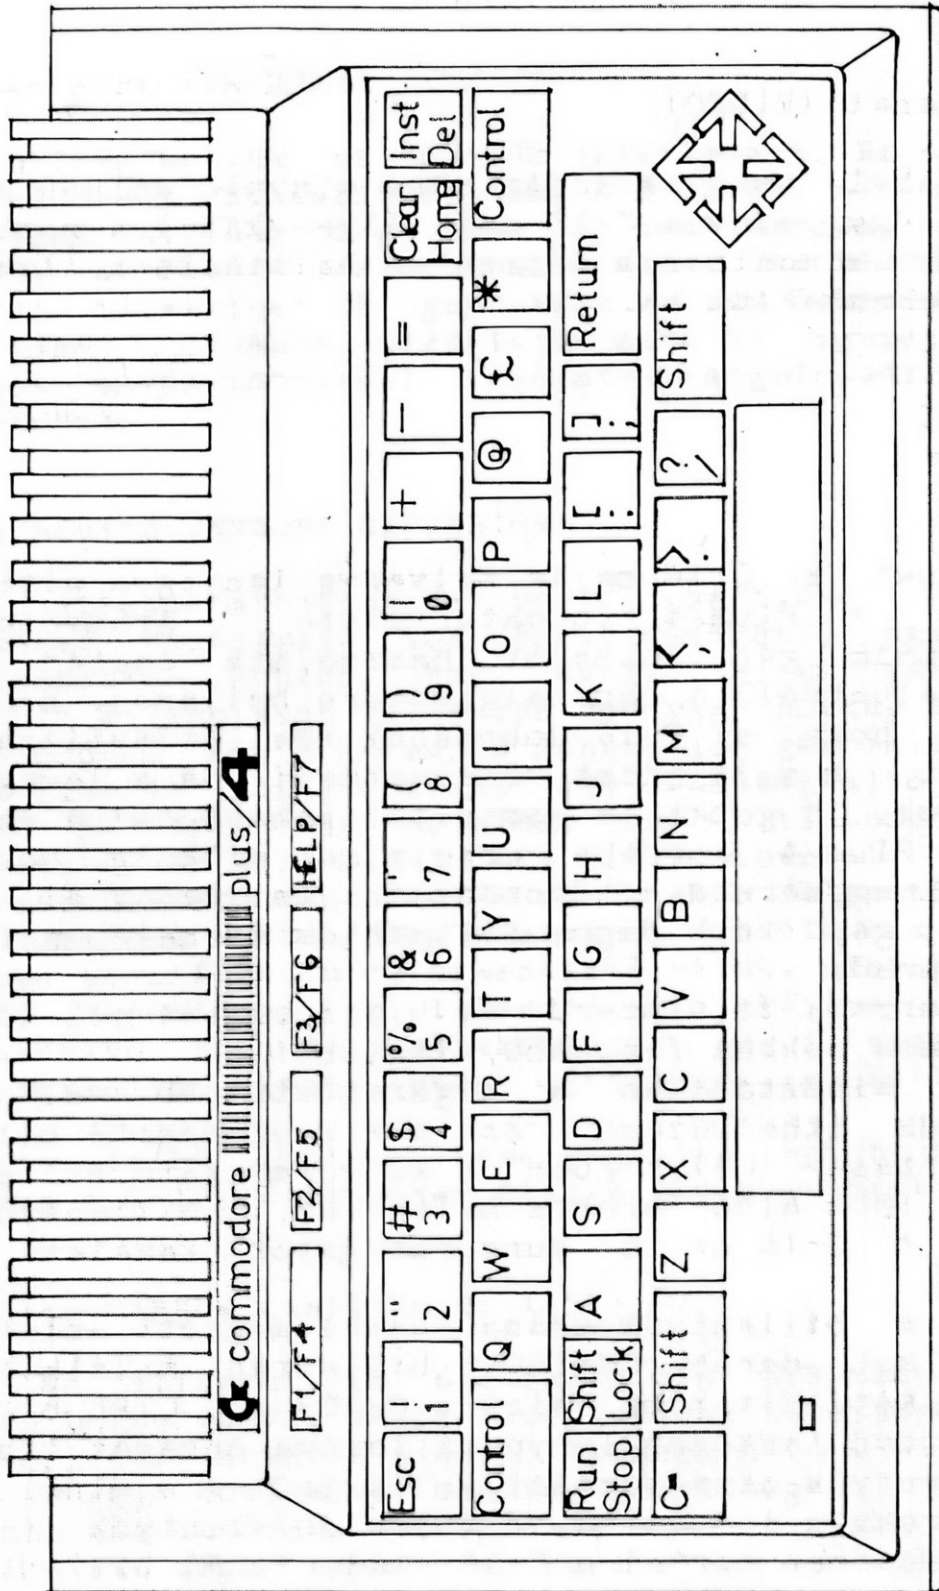 C= commodore plus/4
F1/F4 F2/F5 F3/F6 HELP/F7
Esc ! 1 " 2 # 3 $ 4 % 5 & 6 ' 7 ( 8 ) 9 0 + - = Clear Home Inst Del
Control Q W E R T Y U I O P @ £ * Control
Run Stop Shift Lock A S D F G H J K L [ : ] ; Return
C= Shift Z X C V B N M < , > . ? / Shift